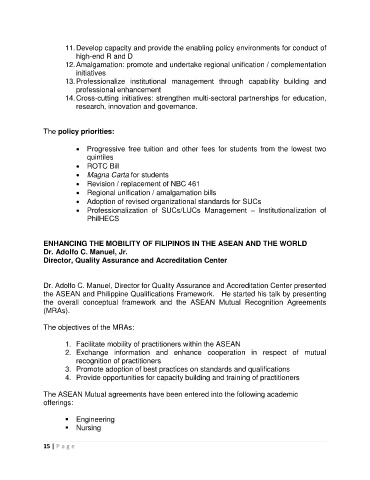 11. Develop capacity and provide the enabling policy environments for conduct of
high-end R and D
12. Amalgamation: promote and undertake regional unification / complementation
initiatives
13. Professionalize institutional management through capability building and
professional enhancement
14. Cross-cutting initiatives: strengthen multi-sectoral partnerships for education,
research, innovation and governance.
The policy priorities:
• Progressive free tuition and other fees for students from the lowest two
quintiles
• ROTC Bill
• Magna Carta for students
• Revision / replacement of NBC 461
• Regional unification / amalgamation bills
• Adoption of revised organizational standards for SUCs
• Professionalization of SUCs/LUCs Management – Institutionalization of
PhilHECS
ENHANCING THE MOBILITY OF FILIPINOS IN THE ASEAN AND THE WORLD
Dr. Adolfo C. Manuel, Jr.
Director, Quality Assurance and Accreditation Center
Dr. Adolfo C. Manuel, Director for Quality Assurance and Accreditation Center presented
the ASEAN and Philippine Qualifications Framework. He started his talk by presenting
the overall conceptual framework and the ASEAN Mutual Recognition Agreements
(MRAs).
The objectives of the MRAs:
1. Facilitate mobility of practitioners within the ASEAN
2. Exchange information and enhance cooperation in respect of mutual
recognition of practitioners
3. Promote adoption of best practices on standards and qualifications
4. Provide opportunities for capacity building and training of practitioners
The ASEAN Mutual agreements have been entered into the following academic
offerings:
▪ Engineering
▪ Nursing
15 | Page